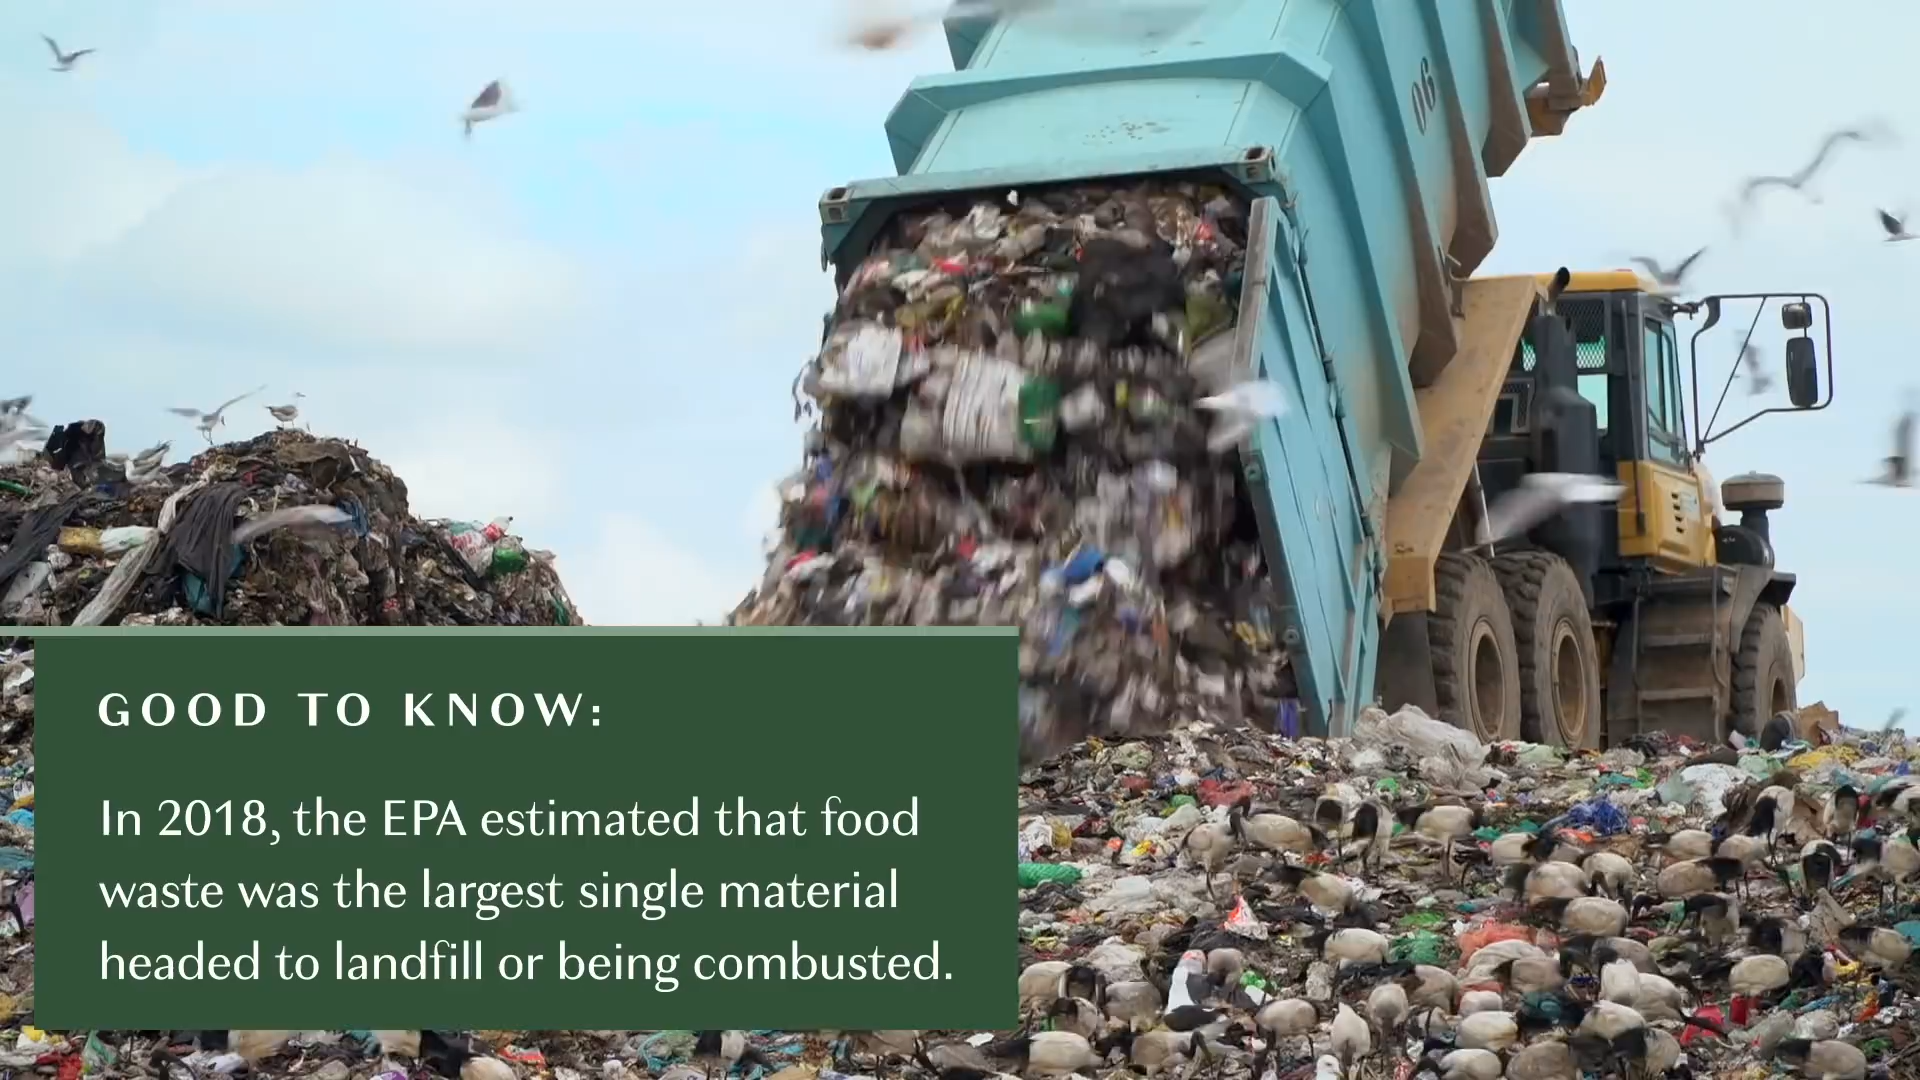 06
GOOD TO KNOW:
In 2018, the EPA estimated that food
waste was the largest single material
headed to landfill or being combusted.